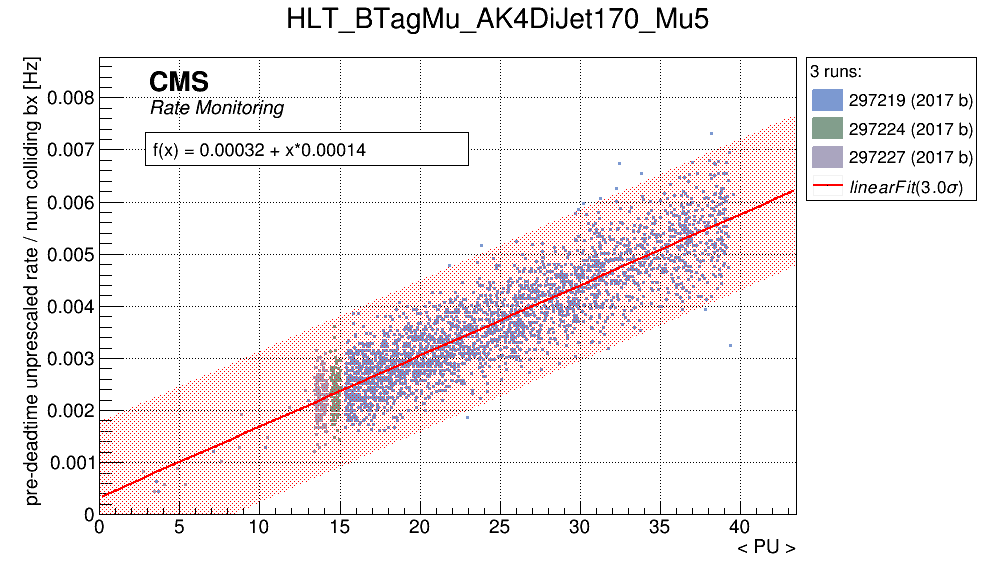 HLT_BTagMu_AK4DiJet170_Mu5
pre-deadtime unprescaled rate / num colliding bx [Hz]
CMS
Rate Monitoring
f(x) = 0.00032 + x*0.00014
0.008
0.007
0.006
0.005
0.004
0.003
0.002
0.001
0
0 5 10 15 20 25 30 35 40
< PU >
3 runs:
297219 (2017 b)
297224 (2017 b)
297227 (2017 b)
linearFit(3.0σ)